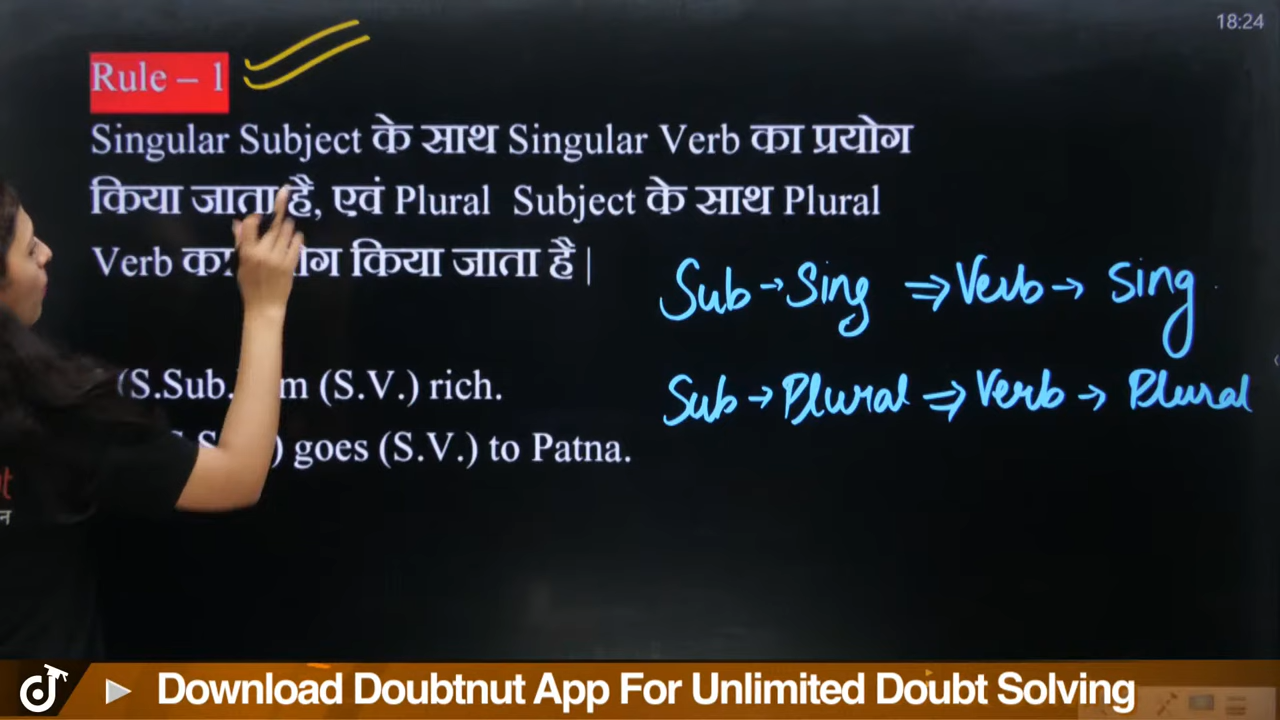 18:24
Rule – 1
Singular Subject के साथ Singular Verb का प्रयोग
किया जाता है, एवं Plural Subject के साथ Plural
Verb का किया जाता है |
Sub → Sing ⇒ Verb → Sing
Sub → Plural ⇒ Verb → Plural
(S.Sub. (S.V.) rich.
) goes (S.V.) to Patna.
Download Doubtnut App For Unlimited Doubt Solving